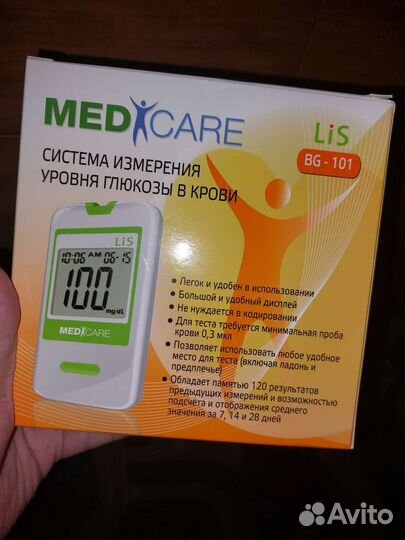 MEDICARE
LiS
BG - 101
СИСТЕМА ИЗМЕРЕНИЯ
УРОВНЯ ГЛЮКОЗЫ В КРОВИ
LiS
10:06 AM 06-15
100
mg/dL
MEDICARE
• Легок и удобен в использовании
• Большой и удобный дисплей
• Не нуждается в кодировании
• Для теста требуется минимальная проба
крови 0,3 мкл
• Позволяет использовать любое удобное
место для теста (включая ладонь и
предплечье)
• Обладает памятью 120 результатов
предыдущих измерений и возможностью
подсчёта и отображения среднего
значения за 7, 14 и 28 дней
Avito